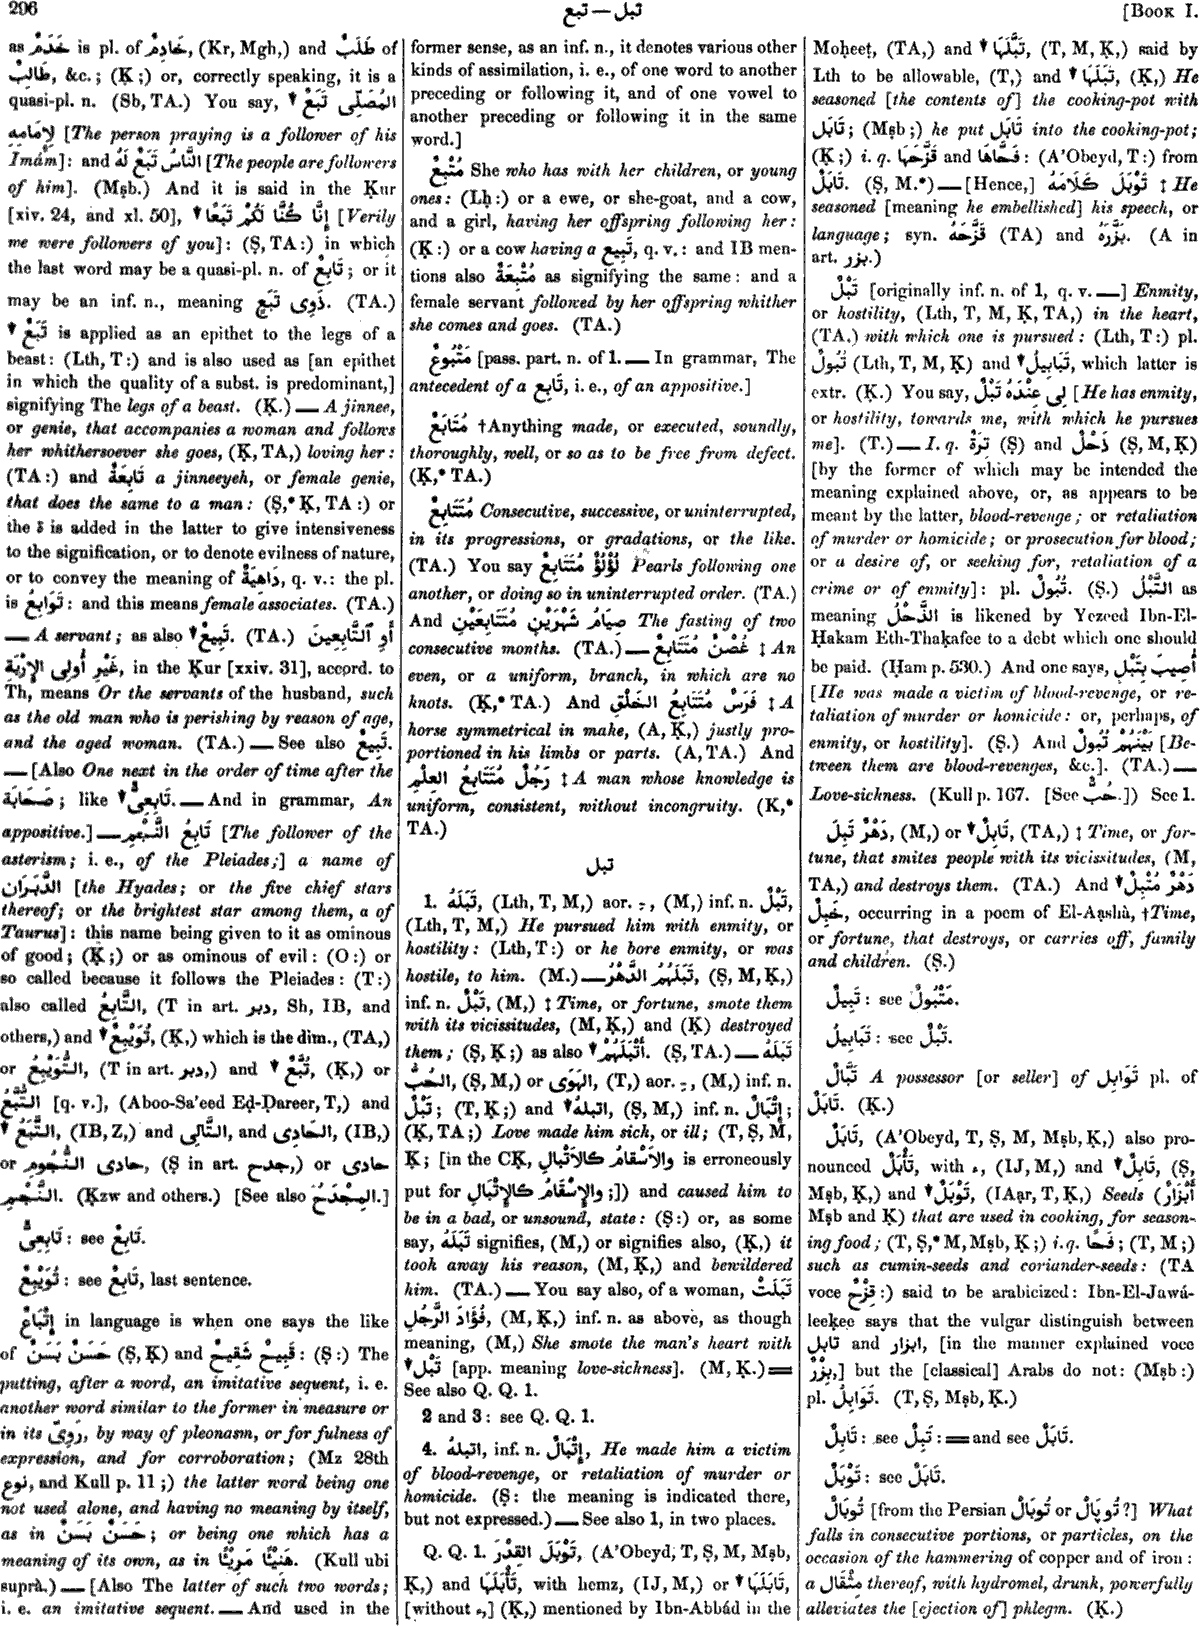 296
تبل — تبع
[BOOK I.
as خَدَمٌ is pl. of خَادِمٌ, (Kr, Mgh,) and طَلَبٌ of
طَالِبٌ, &c.; (Ḳ;) or, correctly speaking, it is a
quasi-pl. n. (Sb, TA.) You say, المُصَلِّى تَبَعٌ
لِإِمَامِهِ [The person praying is a follower of his
Imám]: and النَّاسُ تَبَعٌ لَهُ [The people are followers
of him]. (Mṣb.) And it is said in the Ḳur
[xiv. 24, and xl. 50], إِنَّا كُنَّا لَكُمْ تَبَعًا [Verily
we were followers of you]: (Ṣ, TA:) in which
the last word may be a quasi-pl. n. of تَابِعٌ; or it
may be an inf. n., meaning ذَوِى تَبَعٍ. (TA.)
تَبَعٌ is applied as an epithet to the legs of a
beast: (Lth, T:) and is also used as [an epithet
in which the quality of a subst. is predominant,]
signifying The legs of a beast. (Ḳ.) — A jinnee,
or genie, that accompanies a woman and follows
her whithersoever she goes, (Ḳ, TA,) loving her:
(TA:) and تَابِعَةٌ a jinneeyeh, or female genie,
that does the same to a man: (Ṣ,* Ḳ, TA:) or
the ة is added in the latter to give intensiveness
to the signification, or to denote evilness of nature,
or to convey the meaning of دَاهِيَةٌ, q. v.: the pl.
is تَوَابِعُ: and this means female associates. (TA.)
— A servant; as also تَبِيعٌ. (TA.) أَوِ ٱلتَّابِعِينَ
غَيْرِ أُولِى الإِرْبَةِ, in the Ḳur [xxiv. 31], accord. to
Th, means Or the servants of the husband, such
as the old man who is perishing by reason of age,
and the aged woman. (TA.) — See also تَبِيعٌ.
— [Also One next in the order of time after the
صَحَابَة; like تَابِعِىٌّ. — And in grammar, An
appositive.] — تَابِعُ النَّجْمِ [The follower of the
asterism; i. e., of the Pleiades;] a name of
الدَّبَرَان [the Hyades; or the five chief stars
thereof; or the brightest star among them, a of
Taurus]: this name being given to it as ominous
of good; (Ḳ;) or as ominous of evil: (O:) or
so called because it follows the Pleiades: (T:)
also called التَّابِعُ, (T in art. دبر, Sh, IB, and
others,) and تُوَيْبِعٌ, (Ḳ,) which is the dim., (TA,)
or التُّوَيْبِعُ, (T in art. دبر,) and تُبَّعٌ, (Ḳ,) or
التُّبَّعُ [q. v.], (Aboo-Sa'eed Eḍ-Ḍareer, T,) and
التَّبَعُ, (IB, Z,) and التَّالِى, and الحَادِى, (IB,)
or حَادِى النُّجُومِ, (Ṣ in art. جدح,) or حَادِى
النَّجْمِ. (Ḳzw and others.) [See also المِجْدَحُ.]
تَابِعِىٌّ: see تَابِعٌ.
تُوَيْبِعٌ: see تَابِعٌ, last sentence.
إِتْبَاعٌ in language is when one says the like
of حَسَنٌ بَسَنٌ (Ṣ, Ḳ) and قَبِيحٌ شَقِيحٌ: (Ṣ:) The
putting, after a word, an imitative sequent, i. e.
another word similar to the former in measure or
in its رَوِىّ, by way of pleonasm, or for fulness of
expression, and for corroboration; (Mz 28th
نوع, and Kull p. 11;) the latter word being one
not used alone, and having no meaning by itself,
as in حَسَنٌ بَسَنٌ; or being one which has a
meaning of its own, as in هَنِيْئًا مَرِيْئًا. (Kull ubi
suprà.) — [Also The latter of such two words;
i. e. an imitative sequent. — And used in the
former sense, as an inf. n., it denotes various other
kinds of assimilation, i. e., of one word to another
preceding or following it, and of one vowel to
another preceding or following it in the same
word.]
مُتْبِعٌ She who has with her children, or young
ones: (Lḥ:) or a ewe, or she-goat, and a cow,
and a girl, having her offspring following her:
(Ḳ:) or a cow having a تَبِيع, q. v.: and IB men-
tions also مُتْبِعَةٌ as signifying the same: and a
female servant followed by her offspring whither
she comes and goes. (TA.)
مَتْبُوعٌ [pass. part. n. of 1. — In grammar, The
antecedent of a تَابِع, i. e., of an appositive.]
مُتَابَعٌ †Anything made, or executed, soundly,
thoroughly, well, or so as to be free from defect.
(Ḳ,* TA.)
مُتَتَابِعٌ Consecutive, successive, or uninterrupted,
in its progressions, or gradations, or the like.
(TA.) You say لُؤْلُؤٌ مُتَتَابِعٌ Pearls following one
another, or doing so in uninterrupted order. (TA.)
And صِيَامُ شَهْرَيْنِ مُتَتَابِعَيْنِ The fasting of two
consecutive months. (TA.) — غُصْنٌ مُتَتَابِعٌ ‡ An
even, or a uniform, branch, in which are no
knots. (Ḳ,* TA.) And فَرَسٌ مُتَتَابِعُ الخَلْقِ ‡ A
horse symmetrical in make, (A, Ḳ,) justly pro-
portioned in his limbs or parts. (A, TA.) And
رَجُلٌ مُتَتَابِعُ العِلْمِ ‡ A man whose knowledge is
uniform, consistent, without incongruity. (K,*
TA.)
تبل
1. تَبَلَهُ, (Lth, T, M,) aor. ـِ, (M,) inf. n. تَبْلٌ,
(Lth, T, M,) He pursued him with enmity, or
hostility: (Lth, T:) or he bore enmity, or was
hostile, to him. (M.) — تَبَلَهُمُ الدَّهْرُ, (Ṣ, M, Ḳ,)
inf. n. تَبْلٌ, (M,) ‡ Time, or fortune, smote them
with its vicissitudes, (M, Ḳ,) and (Ḳ) destroyed
them; (Ṣ, Ḳ;) as also أَتْبَلَهُمْ. (Ṣ, TA.) — تَبَلَهُ
الحُبُّ, (Ṣ, M,) or الهَوَى, (T,) aor. ـِ, (M,) inf. n.
تَبْلٌ; (T, Ḳ;) and اتبلهُ, (Ṣ, M,) inf. n. إِتْبَالٌ;
(Ḳ, TA;) Love made him sick, or ill; (T, Ṣ, M,
Ḳ; [in the CḲ, والأَسْقَامُ كَالأَتْبَالِ is erroneously
put for والإِسْقَامُ كَالإِتْبَالِ;]) and caused him to
be in a bad, or unsound, state: (Ṣ:) or, as some
say, تَبَلَهُ signifies, (M,) or signifies also, (Ḳ,) it
took away his reason, (M, Ḳ,) and bewildered
him. (TA.) — You say also, of a woman, تَبَلَتْ
فُؤَادَ الرَّجُلِ, (M, Ḳ,) inf. n. as above, as though
meaning, (M,) She smote the man's heart with
تَبْل [app. meaning love-sickness]. (M, Ḳ.) ══
See also Q. Q. 1.
2 and 3: see Q. Q. 1.
4. اتبلهُ, inf. n. إِتْبَالٌ, He made him a victim
of blood-revenge, or retaliation of murder or
homicide. (Ṣ: the meaning is indicated there,
but not expressed.) — See also 1, in two places.
Q. Q. 1. تَوْبَلَ القِدْرَ, (A'Obeyd, T, Ṣ, M, Mṣb,
Ḳ,) and تَأْبَلَهَا, with hemz, (IJ, M,) or تَابَلَهَا,
[without ء,] (Ḳ,) mentioned by Ibn-Abbád in the
Moḥeeṭ, (TA,) and تَبَّلَهَا, (T, M, Ḳ,) said by
Lth to be allowable, (T,) and تَبَلَهَا, (Ḳ,) He
seasoned [the contents of] the cooking-pot with
تَابَل; (Mṣb;) he put تَابَل into the cooking-pot;
(Ḳ;) i. q. قَزَّحَهَا and فَحَّاهَا: (A'Obeyd, T:) from
تَابَلٌ. (Ṣ, M.*) — [Hence,] تَوْبَلَ كَلَامَهُ ‡ He
seasoned [meaning he embellished] his speech, or
language; syn. قَزَّحَهُ (TA) and بَزَّرَهُ. (A in
art. بزر.)
تَبْلٌ [originally inf. n. of 1, q. v. —] Enmity,
or hostility, (Lth, T, M, Ḳ, TA,) in the heart,
(TA,) with which one is pursued: (Lth, T:) pl.
تُبُولٌ (Lth, T, M, Ḳ) and تَبَابِيلُ, which latter is
extr. (Ḳ.) You say, لِى عِنْدَهُ تَبْلٌ [He has enmity,
or hostility, towards me, with which he pursues
me]. (T.) — I. q. تِرَةٌ (Ṣ) and ذَحْلٌ (Ṣ, M, Ḳ)
[by the former of which may be intended the
meaning explained above, or, as appears to be
meant by the latter, blood-revenge; or retaliation
of murder or homicide; or prosecution for blood;
or a desire of, or seeking for, retaliation of a
crime or of enmity]: pl. تُبُولٌ. (Ṣ.) التَّبْلُ as
meaning الذَّحْلُ is likened by Yezeed Ibn-El-
Ḥakam Eth-Thaḳafee to a debt which one should
be paid. (Ḥam p. 530.) And one says, أُصِيبَ بِتَبْلٍ
[He was made a victim of blood-revenge, or re-
taliation of murder or homicide: or, perhaps, of
enmity, or hostility]. (Ṣ.) And بَيْنَهُمْ تُبُولٌ [Be-
tween them are blood-revenges, &c.]. (TA.) —
Love-sickness. (Kull p. 167. [See حُبٌّ.]) See 1.
دَهْرٌ تَبِلٌ, (M,) or تَابِلٌ, (TA,) ‡ Time, or for-
tune, that smites people with its vicissitudes, (M,
TA,) and destroys them. (TA.) And دَهْرٌ مُتْبِلٌ
خَبِلٌ, occurring in a poem of El-Aạshà, †Time,
or fortune, that destroys, or carries off, family
and children. (Ṣ.)
تَبِيلٌ: see مَتْبُولٌ.
تَبَابِيلُ: see تَبْلٌ.
تَبَّالٌ A possessor [or seller] of تَوَابِل pl. of
تَابَلٌ. (Ḳ.)
تَابَلٌ, (A'Obeyd, T, Ṣ, M, Mṣb, Ḳ,) also pro-
nounced تَأْبَلٌ, with ء, (IJ, M,) and تَابِلٌ, (Ṣ,
Mṣb, Ḳ,) and تَوْبَلٌ, (IAạr, T, Ḳ,) Seeds (أَبْزَارٌ
Mṣb and Ḳ) that are used in cooking, for season-
ing food; (T, Ṣ,* M, Mṣb, Ḳ;) i. q. فَحًا; (T, M;)
such as cumin-seeds and coriander-seeds: (TA
voce قِزْحٌ:) said to be arabicized: Ibn-El-Jawá-
leeḳee says that the vulgar distinguish between
تابل and ابزار, [in the manner explained voce
بِزْرٌ,] but the [classical] Arabs do not: (Mṣb:)
pl. تَوَابِلُ. (T, Ṣ, Mṣb, Ḳ.)
تَابِلٌ: see تَبِلٌ: ══ and see تَابَلٌ.
تَوْبَلٌ: see تَابَلٌ.
تُوبَالٌ [from the Persian تُوبَالْ or تُوپَالْ?] What
falls in consecutive portions, or particles, on the
occasion of the hammering of copper and of iron:
a مِثْقَال thereof, with hydromel, drunk, powerfully
alleviates the [ejection of] phlegm. (Ḳ.)